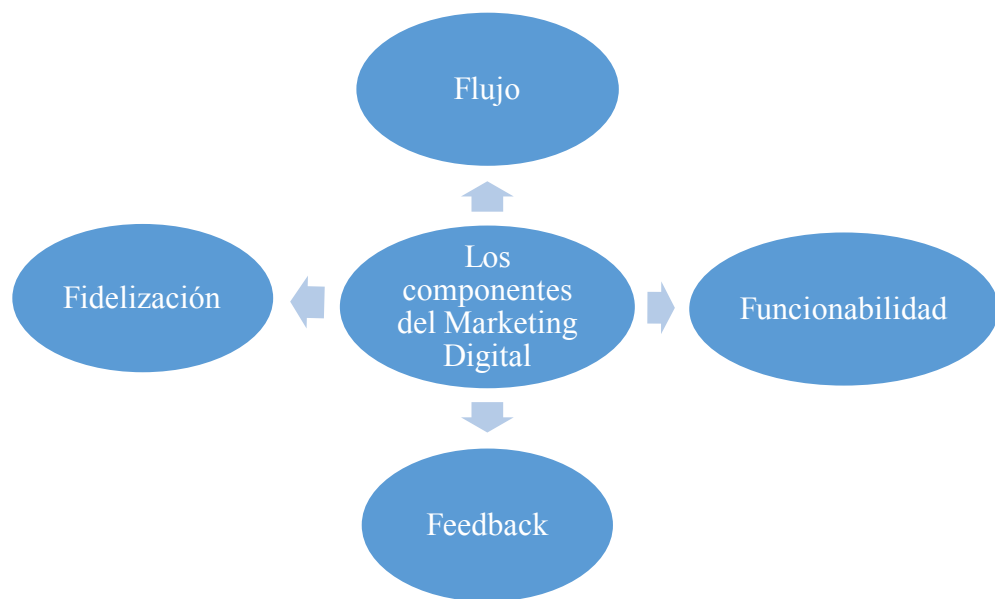 Flujo
Fidelización
Los
componentes
del Marketing
Digital
Funcionabilidad
Feedback